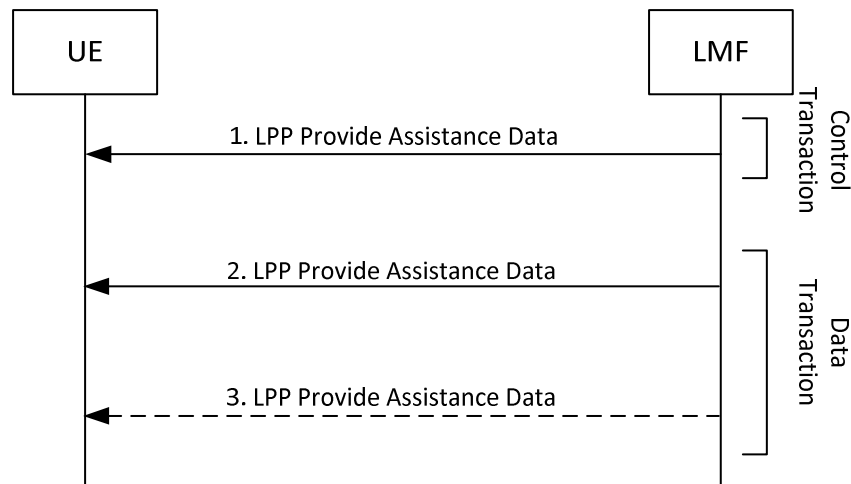 UE
LMF
1. LPP Provide Assistance Data
Control
Transaction
2. LPP Provide Assistance Data
Data
Transaction
3. LPP Provide Assistance Data